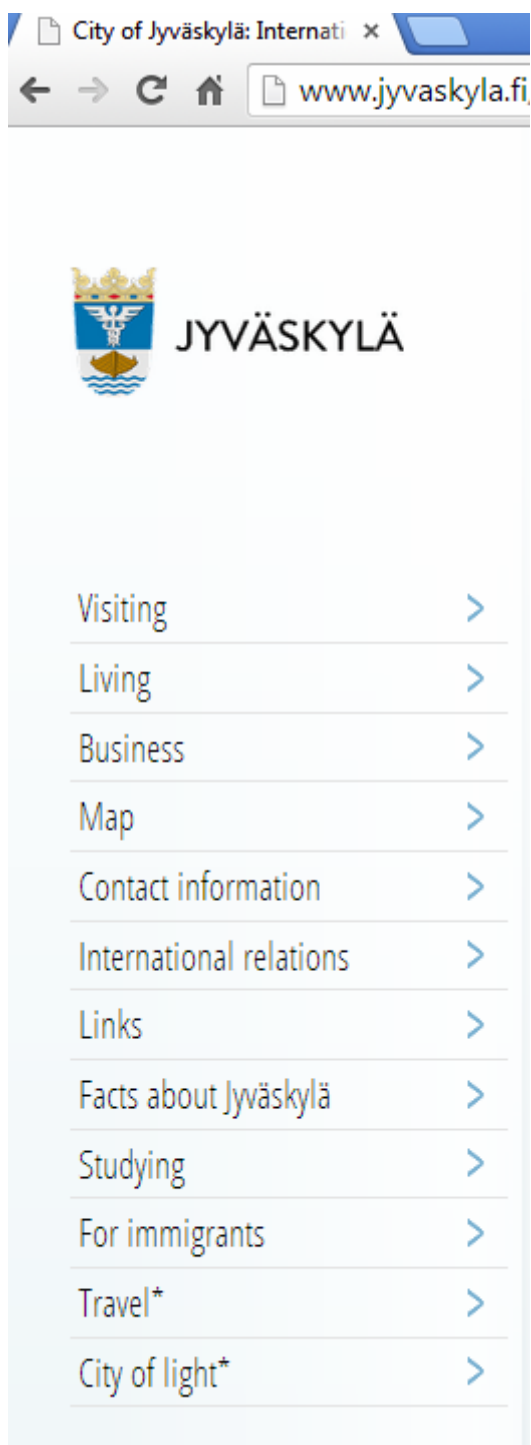 City of Jyväskylä: Internati
www.jyvaskyla.fi/
JYVÄSKYLÄ
Visiting
Living
Business
Map
Contact information
International relations
Links
Facts about Jyväskylä
Studying
For immigrants
Travel*
City of light*